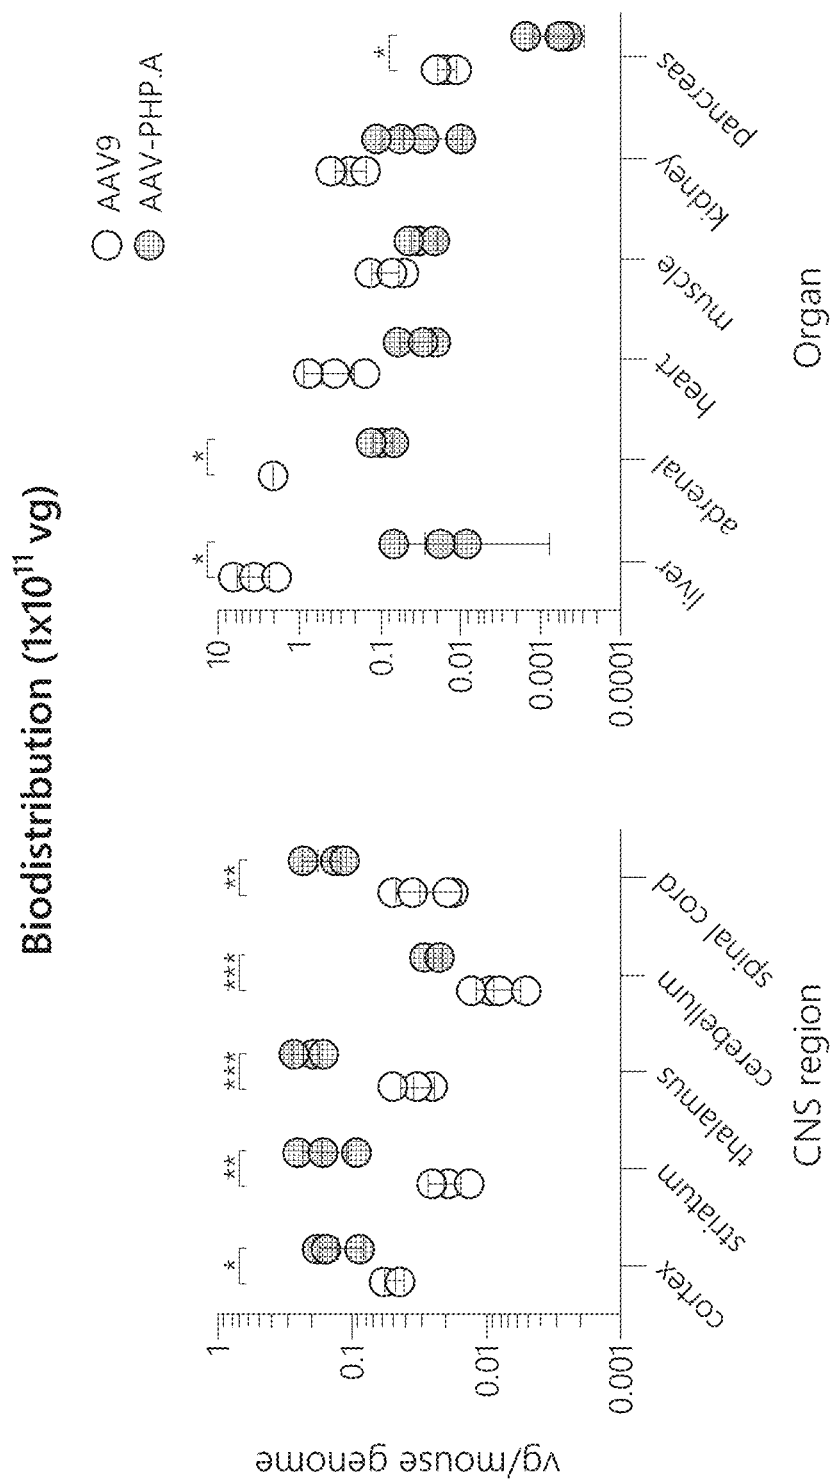 Biodistribution (1x10¹¹ vg)
AAV9
AAV-PHP.A
vg/mouse genome
1
0.1
0.01
0.001
*
**
***
***
**
cortex
striatum
thalamus
cerebellum
spinal cord
CNS region
10
1
0.1
0.01
0.001
0.0001
*
*
*
liver
adrenal
heart
muscle
kidney
pancreas
Organ